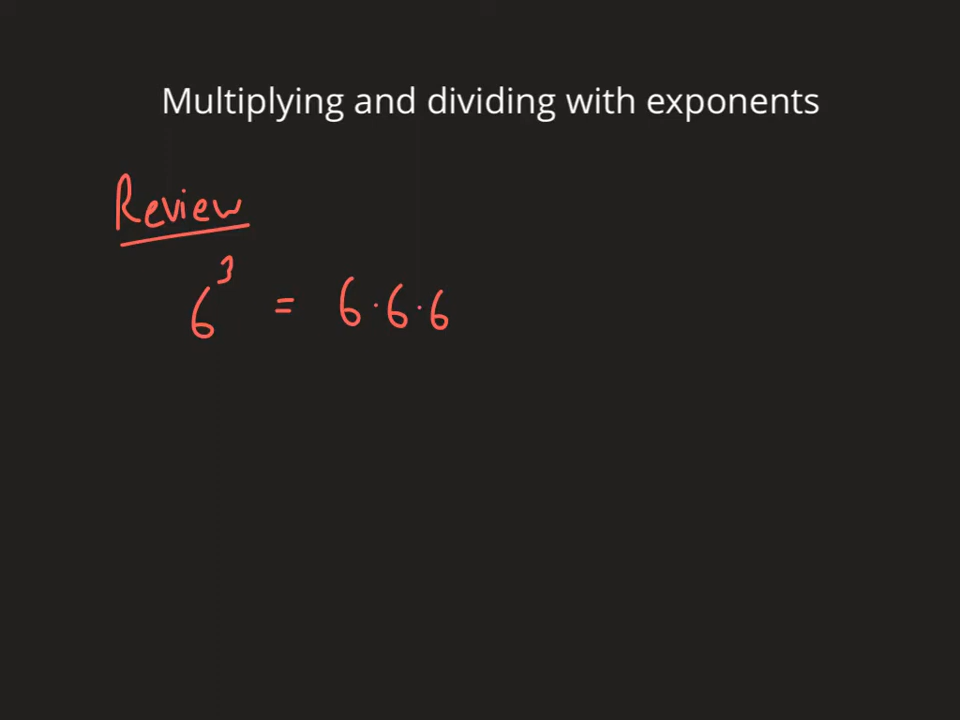 Multiplying and dividing with exponents
Review
6³ = 6·6·6